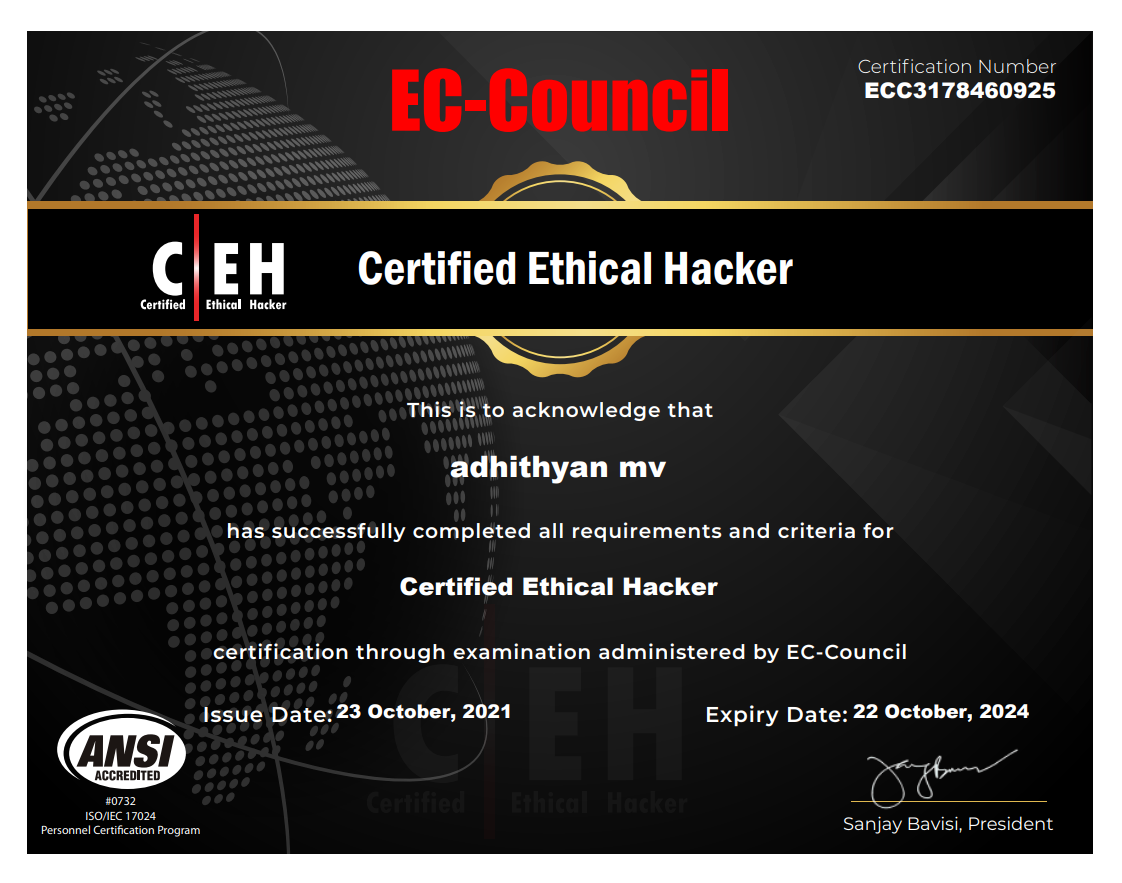 EC-Council
Certification Number
ECC3178460925
C EH
Certified Ethical Hacker
Certified Ethical Hacker
This is to acknowledge that
adhithyan mv
has successfully completed all requirements and criteria for
Certified Ethical Hacker
certification through examination administered by EC-Council
Issue Date: 23 October, 2021
Expiry Date: 22 October, 2024
C EH
Certified Ethical Hacker
ANSI
ACCREDITED
#0732
ISO/IEC 17024
Personnel Certification Program
Sanjay Bavisi, President